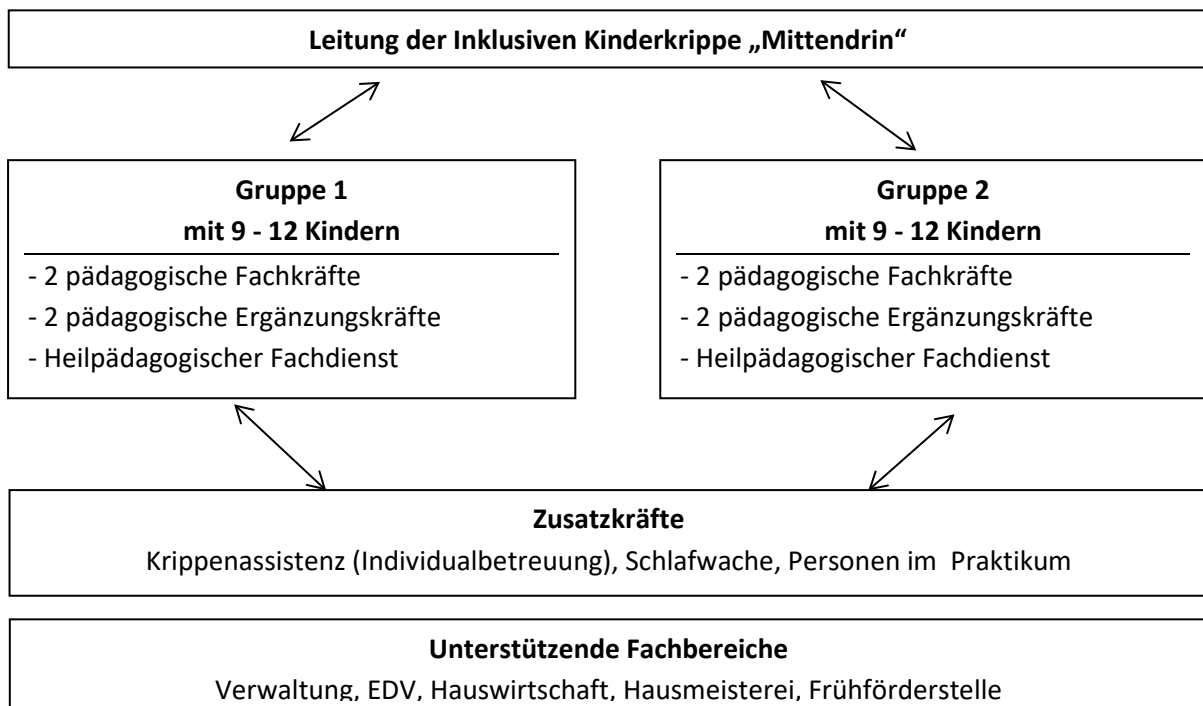 Leitung der Inklusiven Kinderkrippe „Mittendrin“
Gruppe 1
mit 9 - 12 Kindern
- 2 pädagogische Fachkräfte
- 2 pädagogische Ergänzungskräfte
- Heilpädagogischer Fachdienst
Gruppe 2
mit 9 - 12 Kindern
- 2 pädagogische Fachkräfte
- 2 pädagogische Ergänzungskräfte
- Heilpädagogischer Fachdienst
Zusatzkräfte
Krippenassistenz (Individualbetreuung), Schlafwache, Personen im Praktikum
Unterstützende Fachbereiche
Verwaltung, EDV, Hauswirtschaft, Hausmeisterei, Frühförderstelle